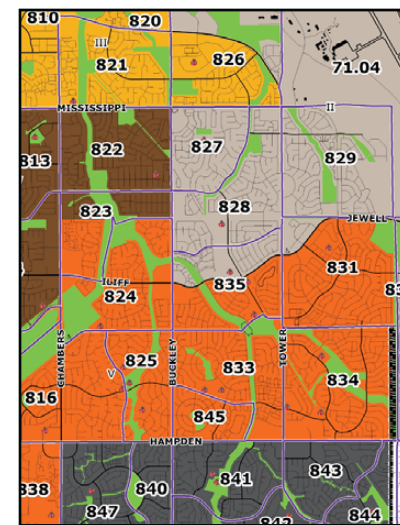 810
820
III
821
826
71.04
MISSISSIPPI
II
813
822
827
829
823
828
JEWELL
ILIFF
824
835
831
CHAMBERS
BUCKLEY
TOWER
825
833
834
V
816
845
HAMPDEN
838
840
841
843
847
844